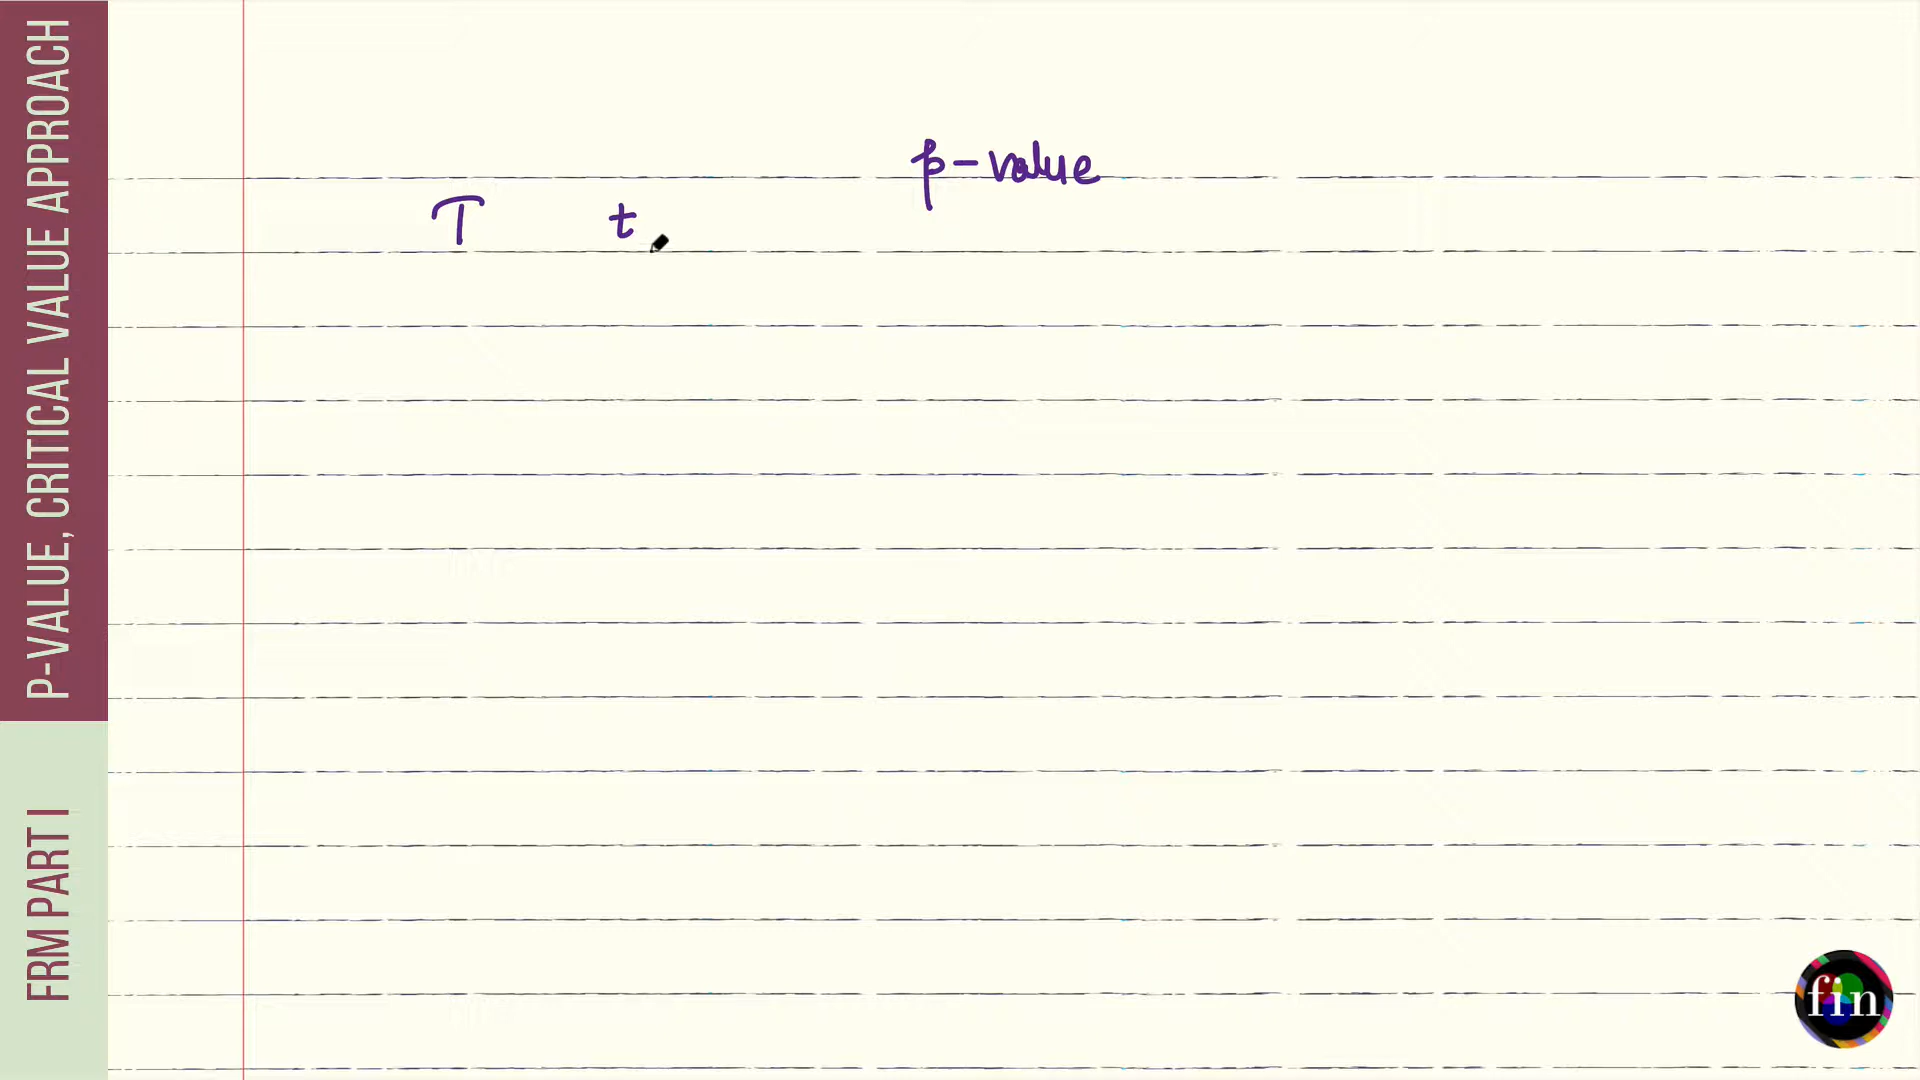 P-VALUE, CRITICAL VALUE APPROACH
FRM PART I
p-value
T t
fin